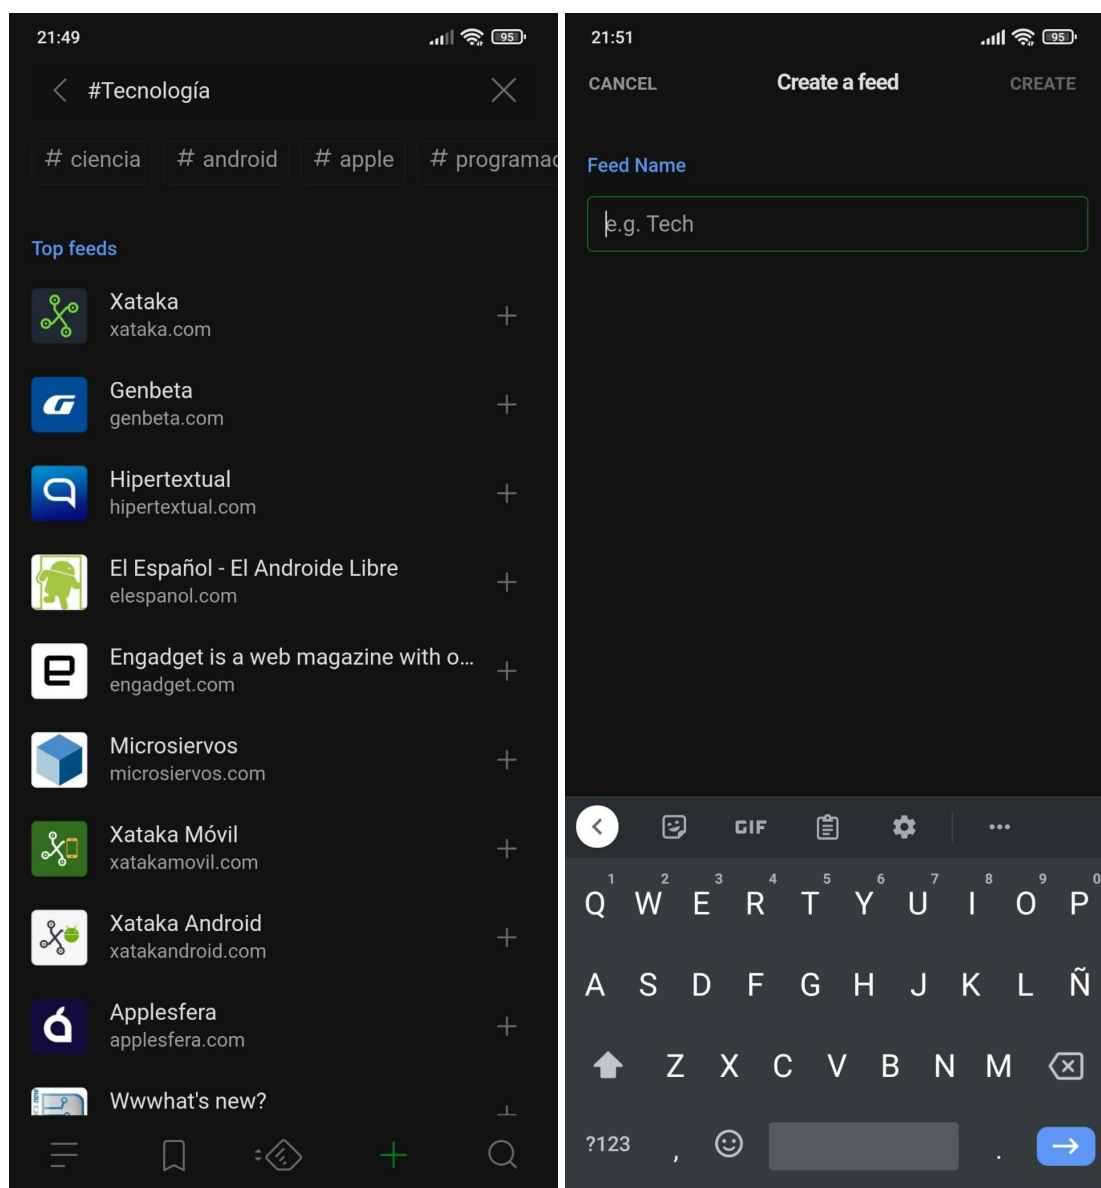 21:49
95
#Tecnología
# ciencia
# android
# apple
# programac
Top feeds
Xataka
xataka.com
Genbeta
genbeta.com
Hipertextual
hipertextual.com
El Español - El Androide Libre
elespanol.com
Engadget is a web magazine with o...
engadget.com
Microsiervos
microsiervos.com
Xataka Móvil
xatakamovil.com
Xataka Android
xatakandroid.com
Applesfera
applesfera.com
Wwwhat's new?
21:51
95
CANCEL
Create a feed
CREATE
Feed Name
e.g. Tech
GIF
1 2 3 4 5 6 7 8 9 0
Q W E R T Y U I O P
A S D F G H J K L Ñ
Z X C V B N M
?123 , .